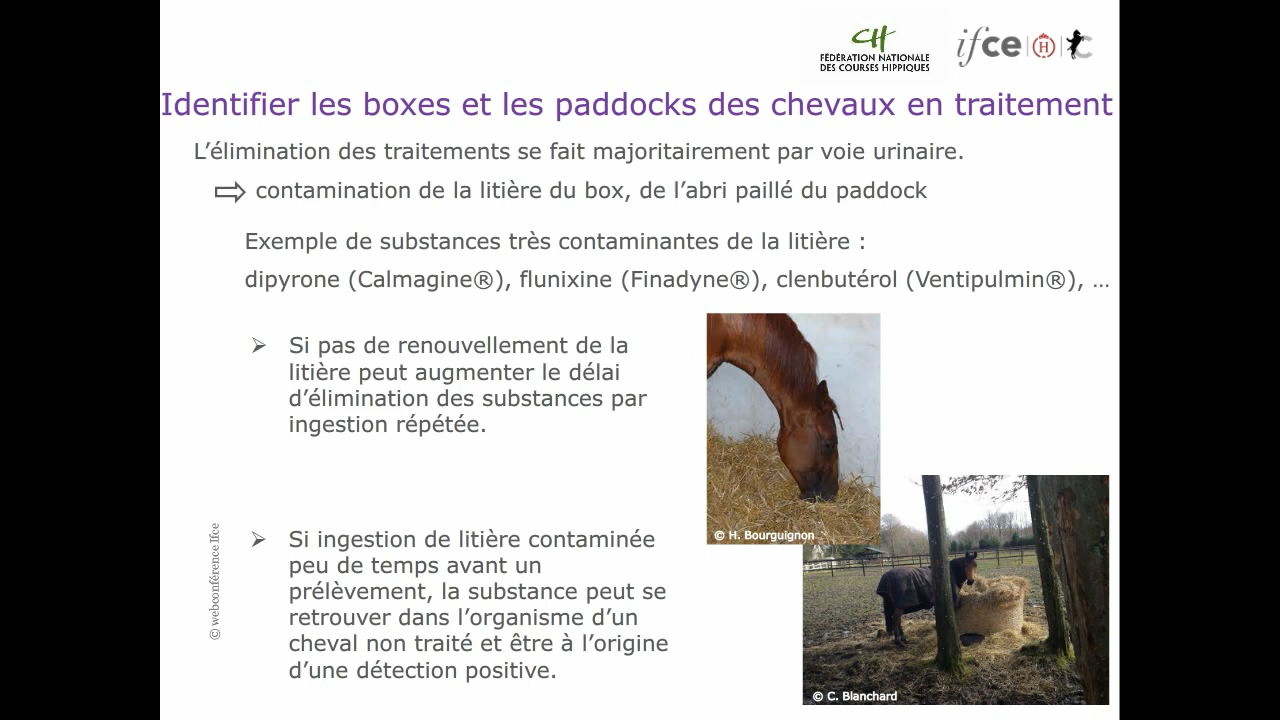 FÉDÉRATION NATIONALE
DES COURSES HIPPIQUES
ifce
H
Identifier les boxes et les paddocks des chevaux en traitement
L’élimination des traitements se fait majoritairement par voie urinaire.
contamination de la litière du box, de l’abri paillé du paddock
Exemple de substances très contaminantes de la litière :
dipyrone (Calmagine®), flunixine (Finadyne®), clenbutérol (Ventipulmin®), …
Si pas de renouvellement de la
litière peut augmenter le délai
d’élimination des substances par
ingestion répétée.
© H. Bourguignon
Si ingestion de litière contaminée
peu de temps avant un
prélèvement, la substance peut se
retrouver dans l’organisme d’un
cheval non traité et être à l’origine
d’une détection positive.
© C. Blanchard
© webconférence Ifce